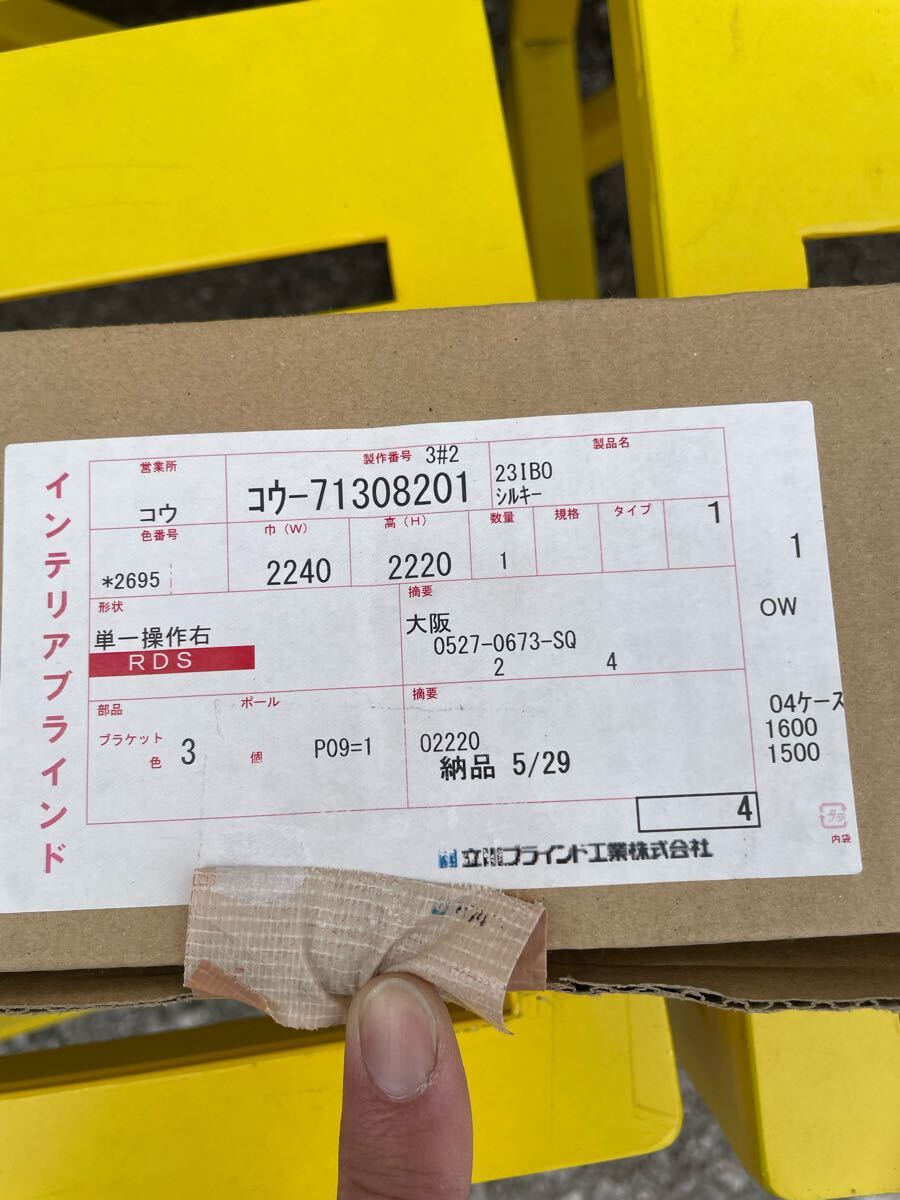 インテリアブラインド
営業所
コウ
製作番号 3#2
コウ-71308201
製品名
23IBO
シルキー
色番号
*2695
巾(W)
2240
高(H)
2220
数量
1
規格
タイプ
1
形状
単一操作右
RDS
摘要
大阪
0527-0673-SQ
2 4
部品
ブラケット
色 3
ポール
個
P09=1
摘要
02220
納品 5/29
4
1
OW
04ケース
1600
1500
プラ
内袋
立川ブラインド工業株式会社